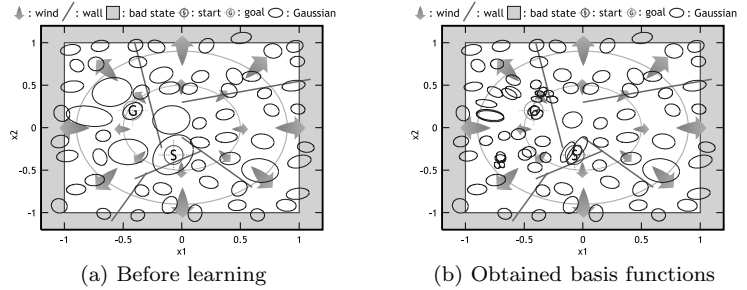 : wind : wall : bad state S : start G : goal : Gaussian
: wind : wall : bad state S : start G : goal : Gaussian
1
0.5
0
-0.5
-1
x2
G
S
-1 -0.5 0 0.5 1
x1
1
0.5
0
-0.5
-1
x2
G
S
-1 -0.5 0 0.5 1
x1
(a) Before learning
(b) Obtained basis functions